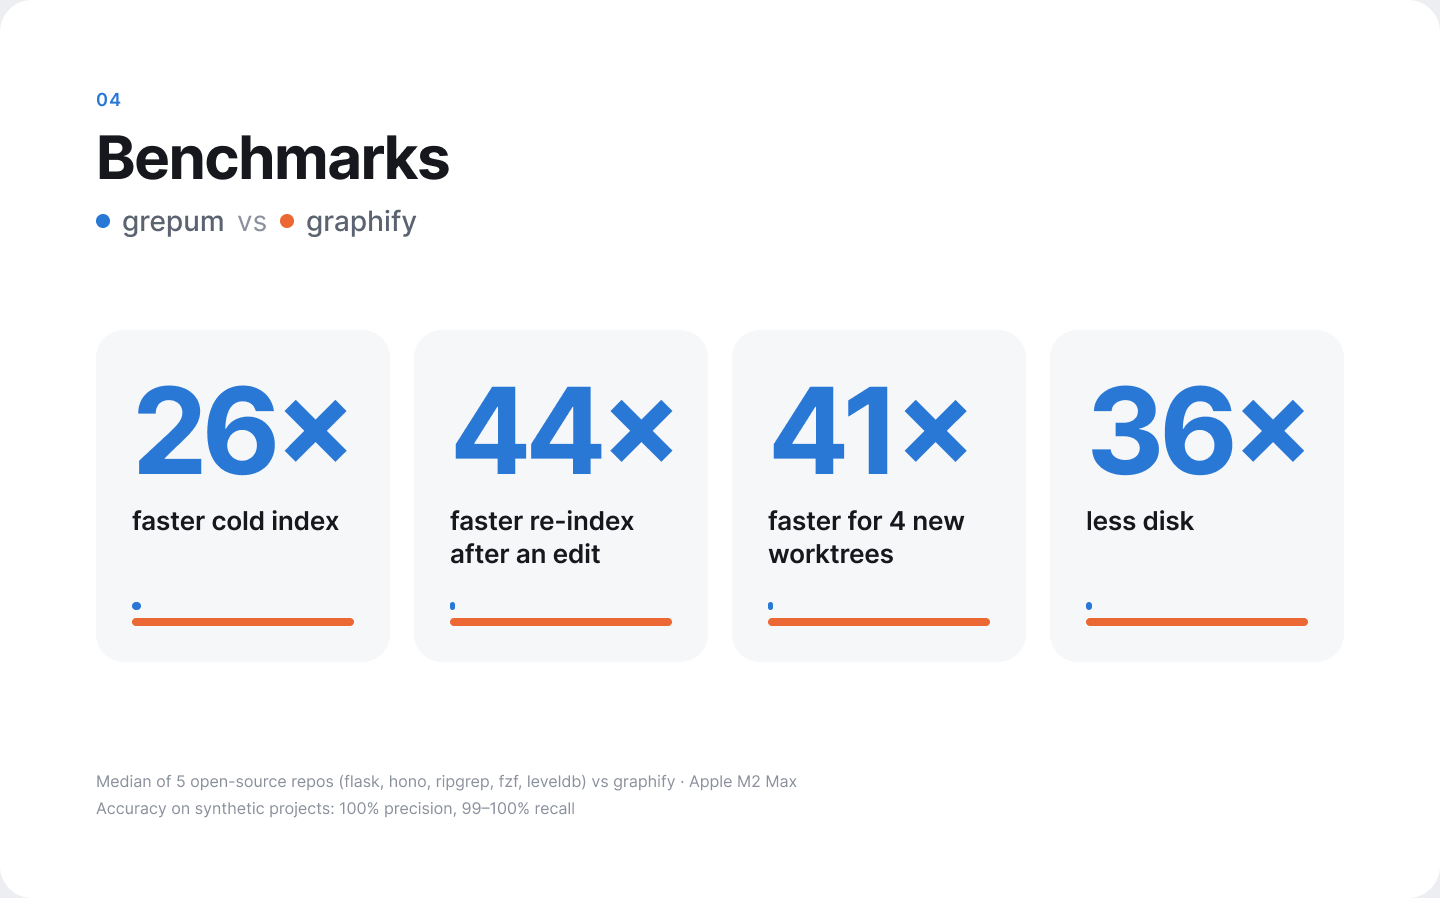 04
Benchmarks
grepum vs graphify
26×
faster cold index
44×
faster re-index
after an edit
41×
faster for 4 new
worktrees
36×
less disk
Median of 5 open-source repos (flask, hono, ripgrep, fzf, leveldb) vs graphify · Apple M2 Max
Accuracy on synthetic projects: 100% precision, 99–100% recall